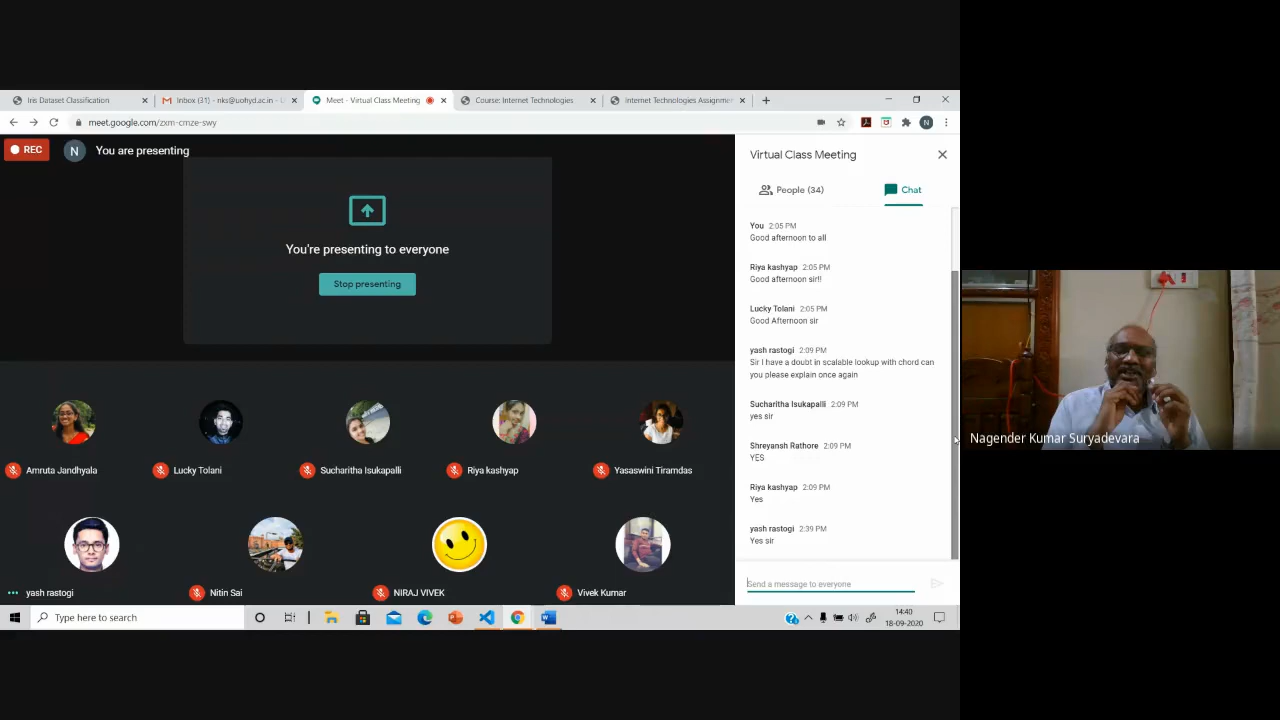 Iris Dataset Classification
Inbox (31) - nks@uohyd.ac.in - U
Meet - Virtual Class Meeting
Course: Internet Technologies
Internet Technologies Assignmen
meet.google.com/zxm-cmze-swy
REC
N
You are presenting
You're presenting to everyone
Stop presenting
Amruta Jandhyala
Lucky Tolani
Sucharitha Isukapalli
Riya kashyap
Yasaswini Tiramdas
yash rastogi
Nitin Sai
NIRAJ VIVEK
Vivek Kumar
Virtual Class Meeting
People (34)
Chat
You 2:05 PM
Good afternoon to all
Riya kashyap 2:05 PM
Good afternoon sir!!
Lucky Tolani 2:05 PM
Good Afternoon sir
yash rastogi 2:09 PM
Sir I have a doubt in scalable lookup with chord can
you please explain once again
Sucharitha Isukapalli 2:09 PM
yes sir
Shreyansh Rathore 2:09 PM
YES
Riya kashyap 2:09 PM
Yes
yash rastogi 2:39 PM
Yes sir
Send a message to everyone
Nagender Kumar Suryadevara
Type here to search
14:40
18-09-2020